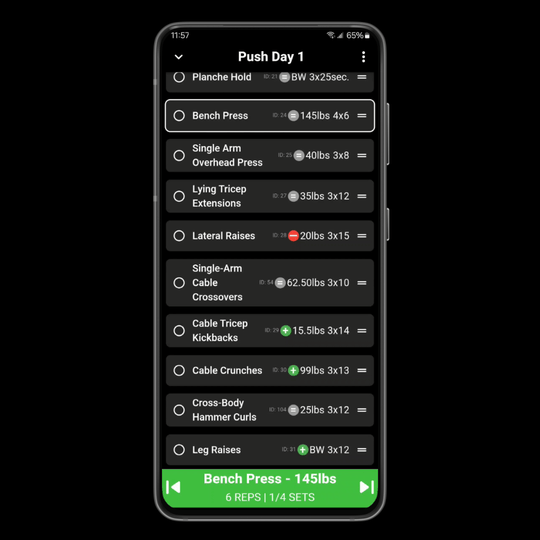 11:57
65%
Push Day 1
Planche Hold ID: 21 BW 3x25sec.
Bench Press ID: 24 145lbs 4x6
Single Arm
Overhead Press ID: 25 40lbs 3x8
Lying Tricep
Extensions ID: 27 35lbs 3x12
Lateral Raises ID: 28 20lbs 3x15
Single-Arm
Cable
Crossovers ID: 54 62.50lbs 3x10
Cable Tricep
Kickbacks ID: 29 15.5lbs 3x14
Cable Crunches ID: 30 99lbs 3x13
Cross-Body
Hammer Curls ID: 104 25lbs 3x12
Leg Raises ID: 31 BW 3x12
Bench Press - 145lbs
6 REPS | 1/4 SETS